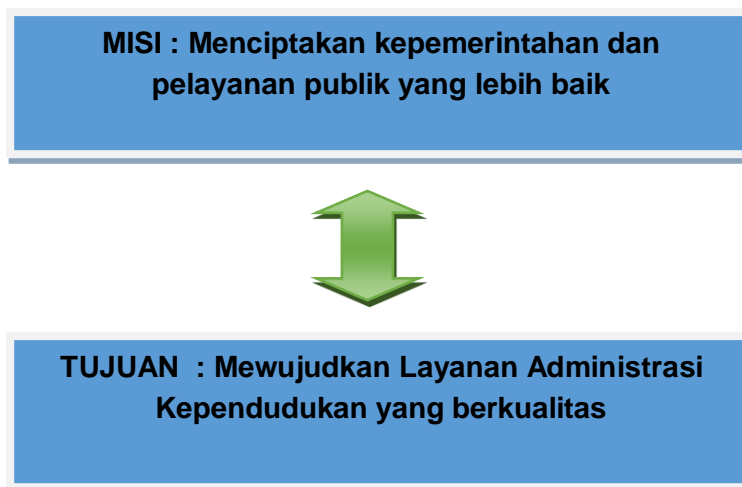 MISI : Menciptakan kepemerintahan dan
pelayanan publik yang lebih baik
TUJUAN : Mewujudkan Layanan Administrasi
Kependudukan yang berkualitas